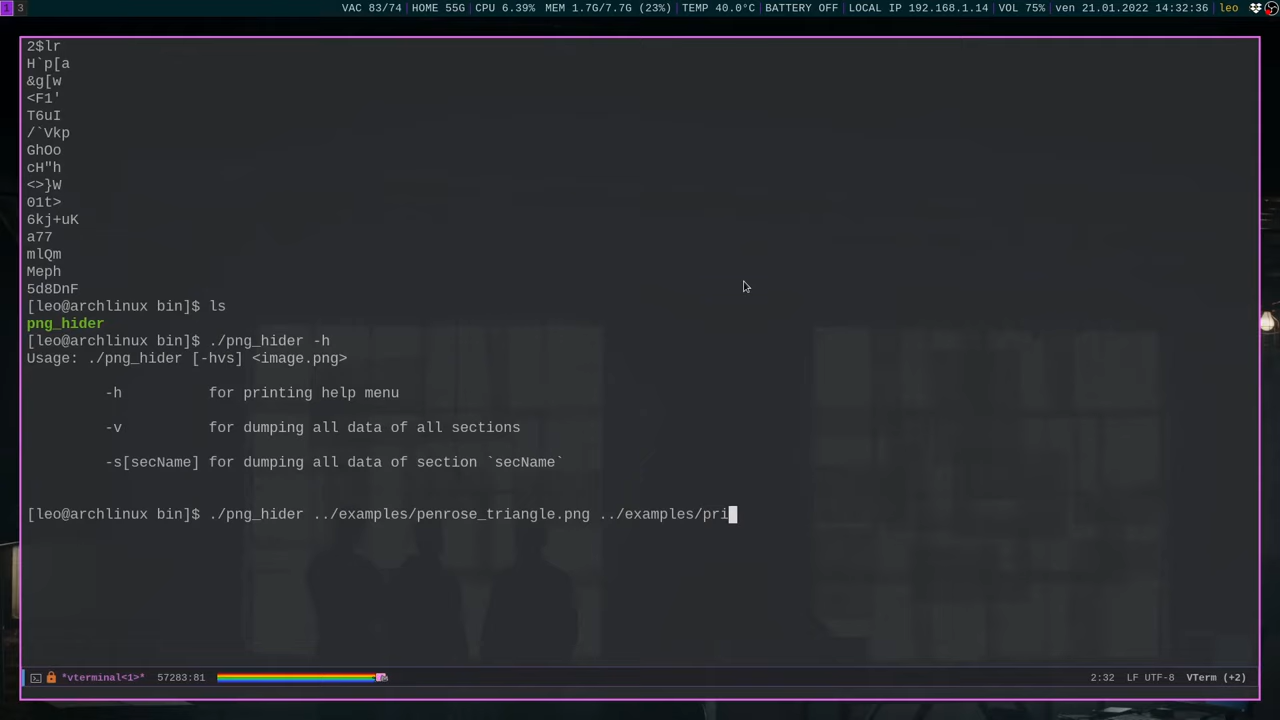 1 3 VAC 83/74 HOME 55G CPU 6.39% MEM 1.7G/7.7G (23%) TEMP 40.0°C BATTERY OFF LOCAL IP 192.168.1.14 VOL 75% ven 21.01.2022 14:32:36 leo
2$lr
H`p[a
&g[w
<F1'
T6uI
/`Vkp
GhOo
cH"h
<>}W
01t>
6kj+uK
a77
mlQm
Meph
5d8DnF
[leo@archlinux bin]$ ls
png_hider
[leo@archlinux bin]$ ./png_hider -h
Usage: ./png_hider [-hvs] <image.png>
-h for printing help menu
-v for dumping all data of all sections
-s[secName] for dumping all data of section `secName`
[leo@archlinux bin]$ ./png_hider ../examples/penrose_triangle.png ../examples/pri
*vterminal<1>* 57283:81 2:32 LF UTF-8 VTerm (+2)